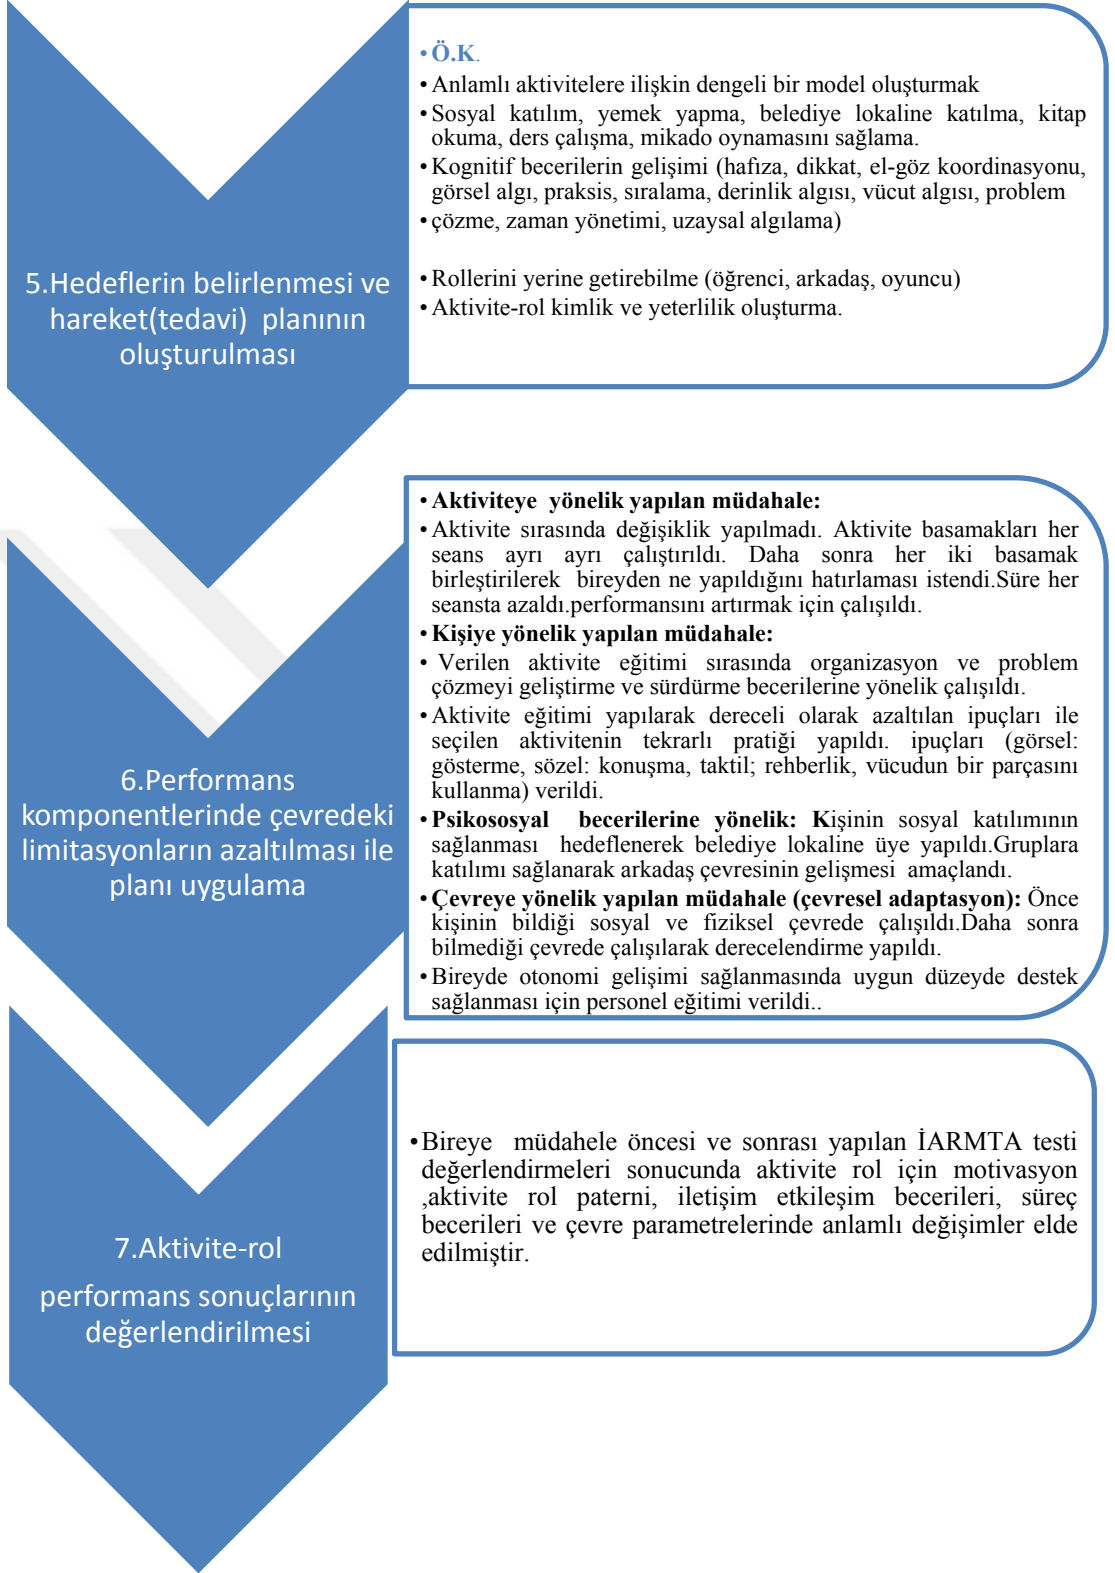 5.Hedeflerin belirlenmesi ve
hareket(tedavi) planının
oluşturulması
• Ö.K.
• Anlamlı aktivitelere ilişkin dengeli bir model oluşturmak
• Sosyal katılım, yemek yapma, belediye lokaline katılma, kitap
okuma, ders çalışma, mikado oynamasını sağlama.
• Kognitif becerilerin gelişimi (hafıza, dikkat, el-göz koordinasyonu,
görsel algı, praksis, sıralama, derinlik algısı, vücut algısı, problem
• çözme, zaman yönetimi, uzaysal algılama)
• Rollerini yerine getirebilme (öğrenci, arkadaş, oyuncu)
• Aktivite-rol kimlik ve yeterlilik oluşturma.
6.Performans
komponentlerinde çevredeki
limitasyonların azaltılması ile
planı uygulama
• Aktiviteye yönelik yapılan müdahale:
• Aktivite sırasında değişiklik yapılmadı. Aktivite basamakları her
seans ayrı ayrı çalıştırıldı. Daha sonra her iki basamak
birleştirilerek bireyden ne yapıldığını hatırlaması istendi.Süre her
seansta azaldı.performansını artırmak için çalışıldı.
• Kişiye yönelik yapılan müdahale:
• Verilen aktivite eğitimi sırasında organizasyon ve problem
çözmeyi geliştirme ve sürdürme becerilerine yönelik çalışıldı.
• Aktivite eğitimi yapılarak dereceli olarak azaltılan ipuçları ile
seçilen aktivitenin tekrarlı pratiği yapıldı. ipuçları (görsel:
gösterme, sözel: konuşma, taktil; rehberlik, vücudun bir parçasını
kullanma) verildi.
• Psikososyal becerilerine yönelik: Kişinin sosyal katılımının
sağlanması hedeflenerek belediye lokaline üye yapıldı.Gruplara
katılımı sağlanarak arkadaş çevresinin gelişmesi amaçlandı.
• Çevreye yönelik yapılan müdahale (çevresel adaptasyon): Önce
kişinin bildiği sosyal ve fiziksel çevrede çalışıldı.Daha sonra
bilmediği çevrede çalışılarak derecelendirme yapıldı.
• Bireyde otonomi gelişimi sağlanmasında uygun düzeyde destek
sağlanması için personel eğitimi verildi..
7.Aktivite-rol
performans sonuçlarının
değerlendirilmesi
• Bireye müdahele öncesi ve sonrası yapılan İARMTA testi
değerlendirmeleri sonucunda aktivite rol için motivasyon
,aktivite rol paterni, iletişim etkileşim becerileri, süreç
becerileri ve çevre parametrelerinde anlamlı değişimler elde
edilmiştir.